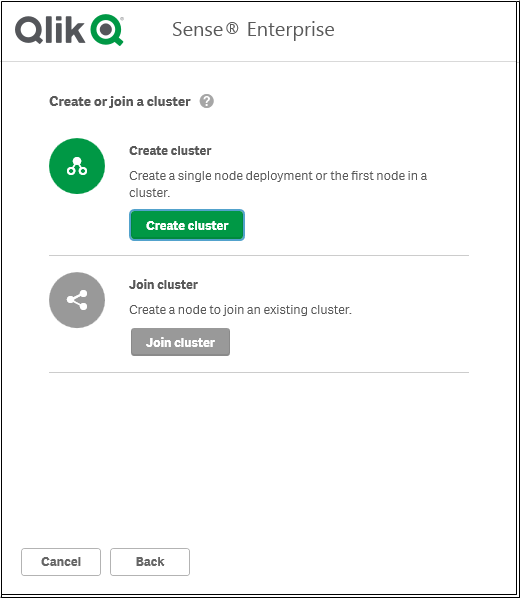 Qlik Sense® Enterprise
Create or join a cluster ?
Create cluster
Create a single node deployment or the first node in a
cluster.
Create cluster
Join cluster
Create a node to join an existing cluster.
Join cluster
Cancel Back